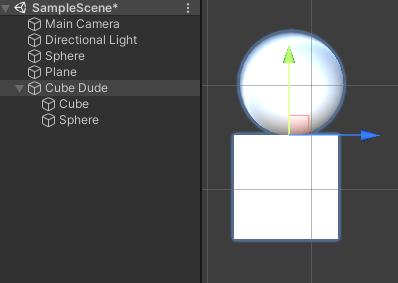 SampleScene*
Main Camera
Directional Light
Sphere
Plane
Cube Dude
Cube
Sphere